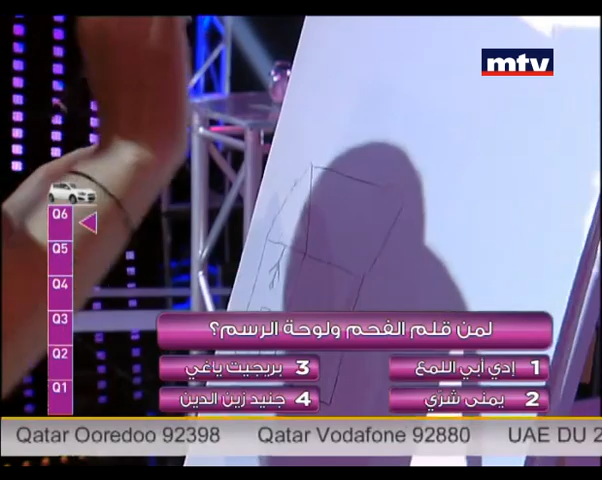 mtv
Q6
Q5
Q4
Q3
Q2
Q1
لمن قلم الفحم ولوحة الرسم؟
1 إدي أبي اللمع
2 يمنى شرّي
3 بريجيت ياغي
4 جنيد زين الدين
Qatar Ooredoo 92398 Qatar Vodafone 92880 UAE DU 2